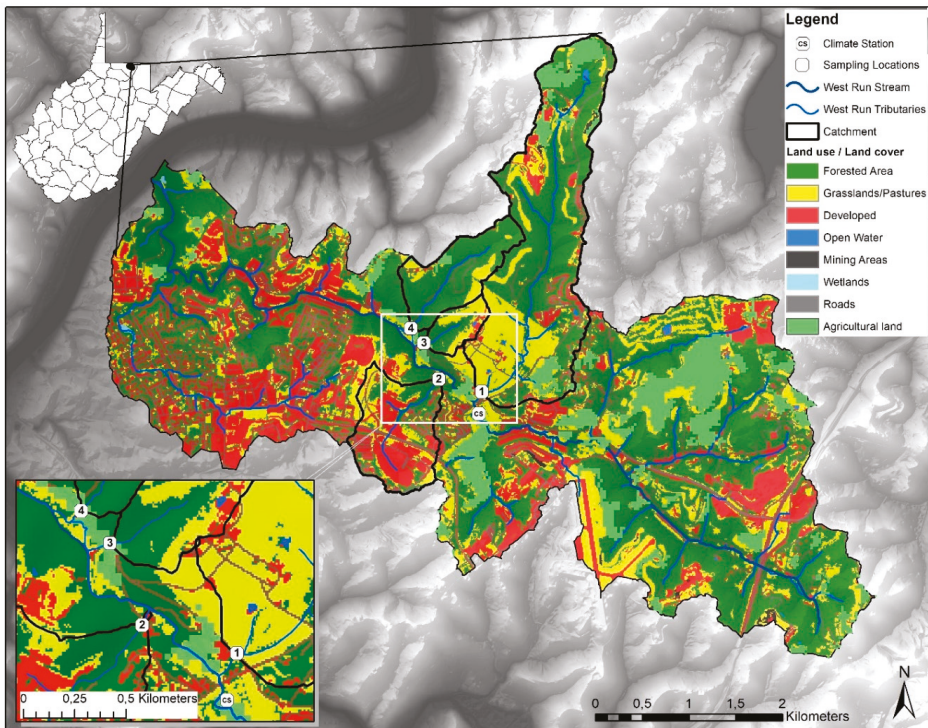 Legend
CS Climate Station
Sampling Locations
West Run Stream
West Run Tributaries
Catchment
Land use / Land cover
Forested Area
Grasslands/Pastures
Developed
Open Water
Mining Areas
Wetlands
Roads
Agricultural land
4
3
2
1
CS
4
3
2
1
CS
0 0,25 0,5 Kilometers
N
0 0,5 1 1,5 2
Kilometers